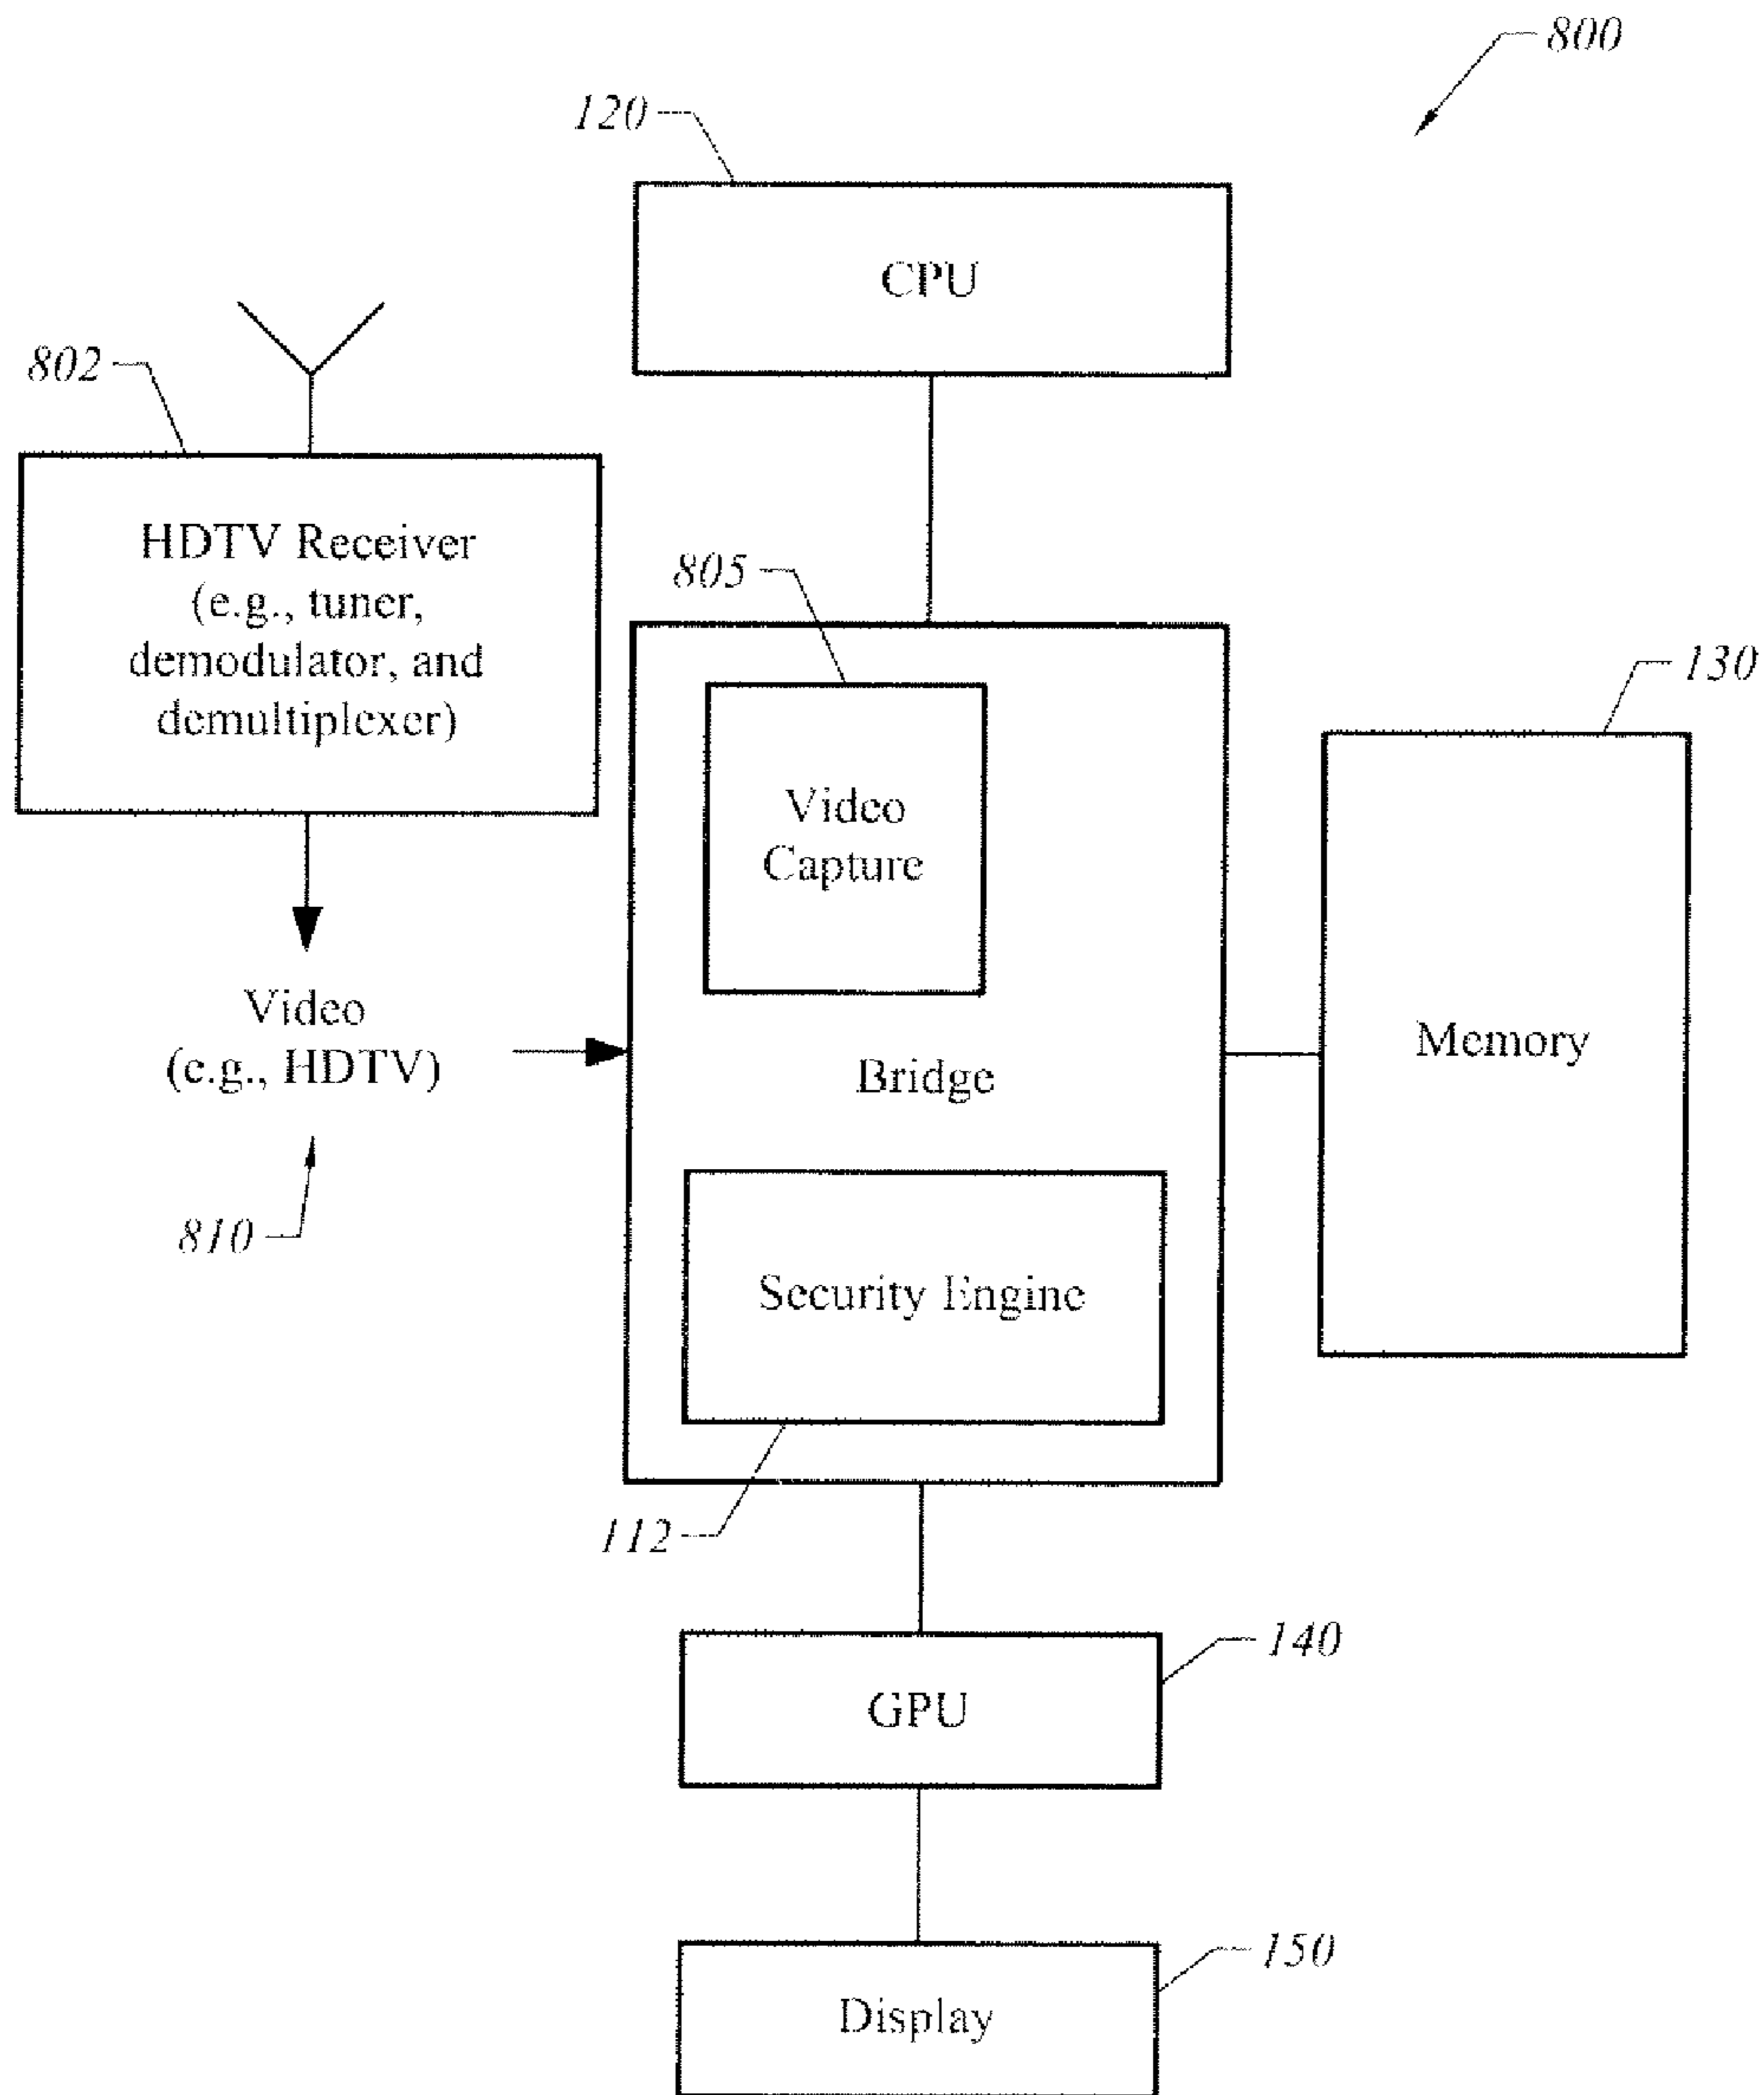 800
120
CPU
802
HDTV Receiver
(e.g., tuner,
demodulator, and
demultiplexer)
805
Video
Capture
130
Memory
Video
(e.g., HDTV)
810
Bridge
Security Engine
112
140
GPU
150
Display